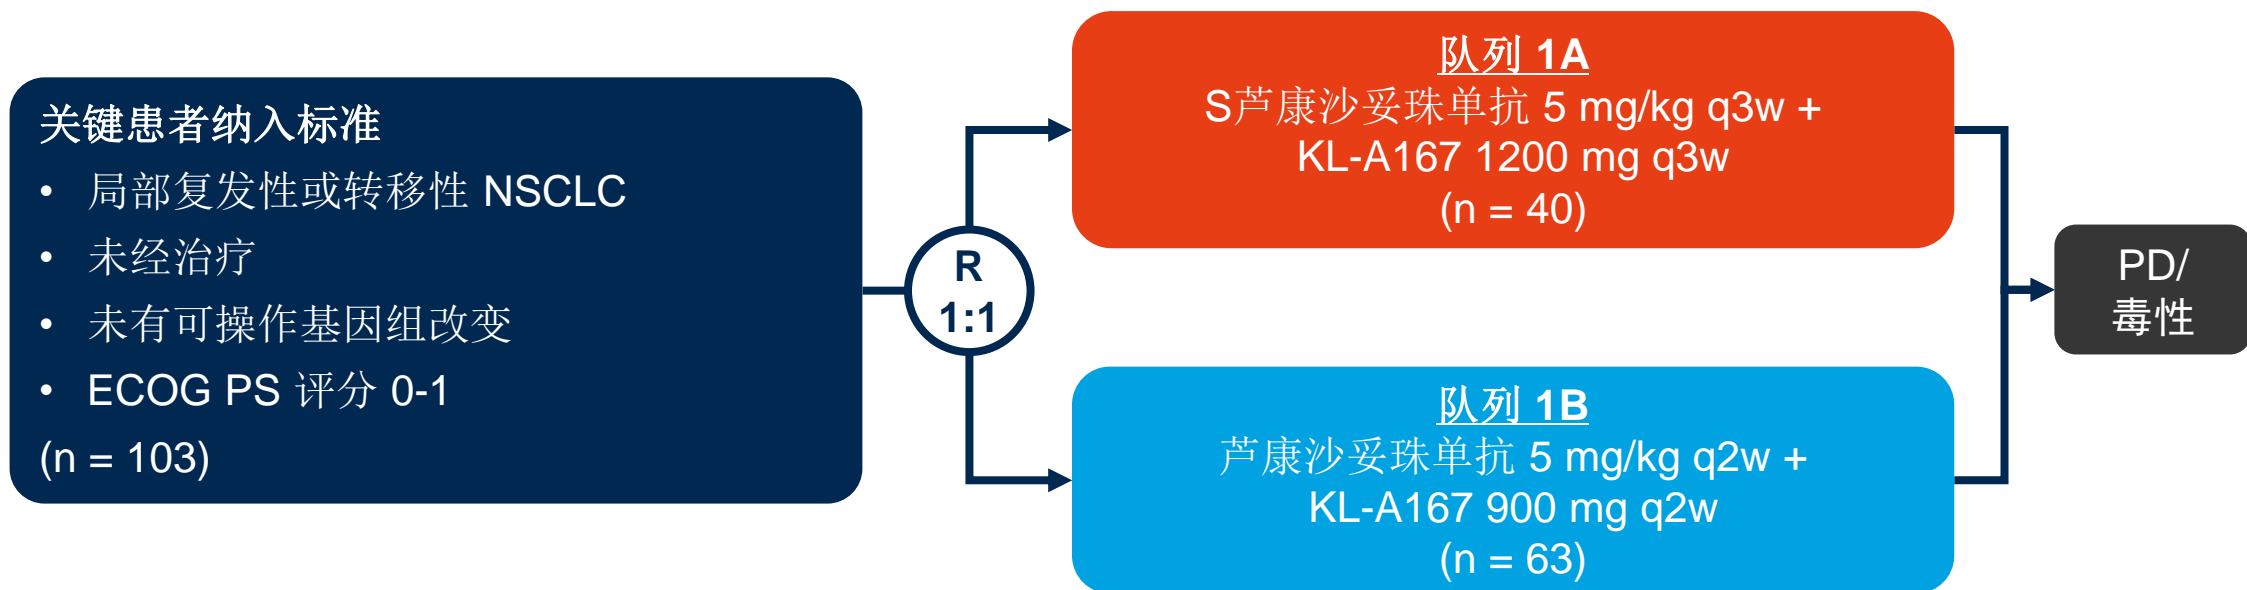 关键患者纳入标准
• 局部复发性或转移性 NSCLC
• 未经治疗
• 未有可操作基因组改变
• ECOG PS 评分 0-1
(n = 103)
R
1:1
队列 1A
S芦康沙妥珠单抗 5 mg/kg q3w +
KL-A167 1200 mg q3w
(n = 40)
队列 1B
芦康沙妥珠单抗 5 mg/kg q2w +
KL-A167 900 mg q2w
(n = 63)
PD/
毒性